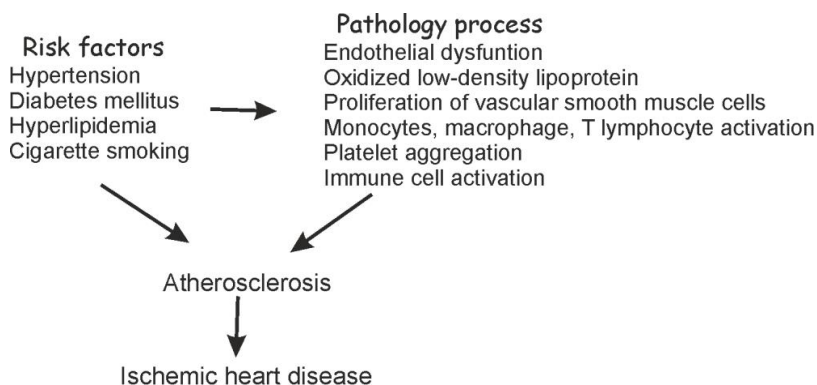 Risk factors
Hypertension
Diabetes mellitus
Hyperlipidemia
Cigarette smoking
Pathology process
Endothelial dysfuntion
Oxidized low-density lipoprotein
Proliferation of vascular smooth muscle cells
Monocytes, macrophage, T lymphocyte activation
Platelet aggregation
Immune cell activation
Atherosclerosis
Ischemic heart disease